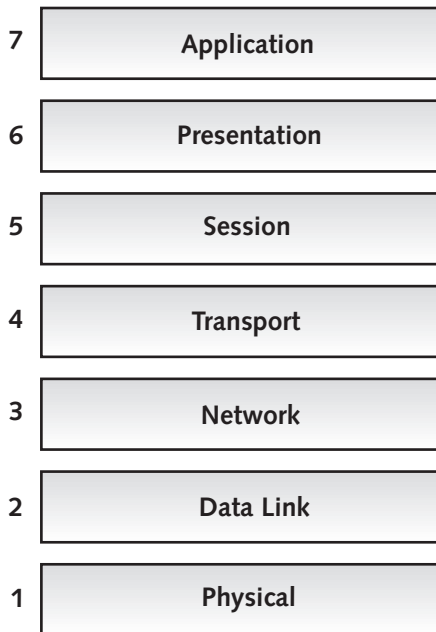 7 Application
6 Presentation
5 Session
4 Transport
3 Network
2 Data Link
1 Physical